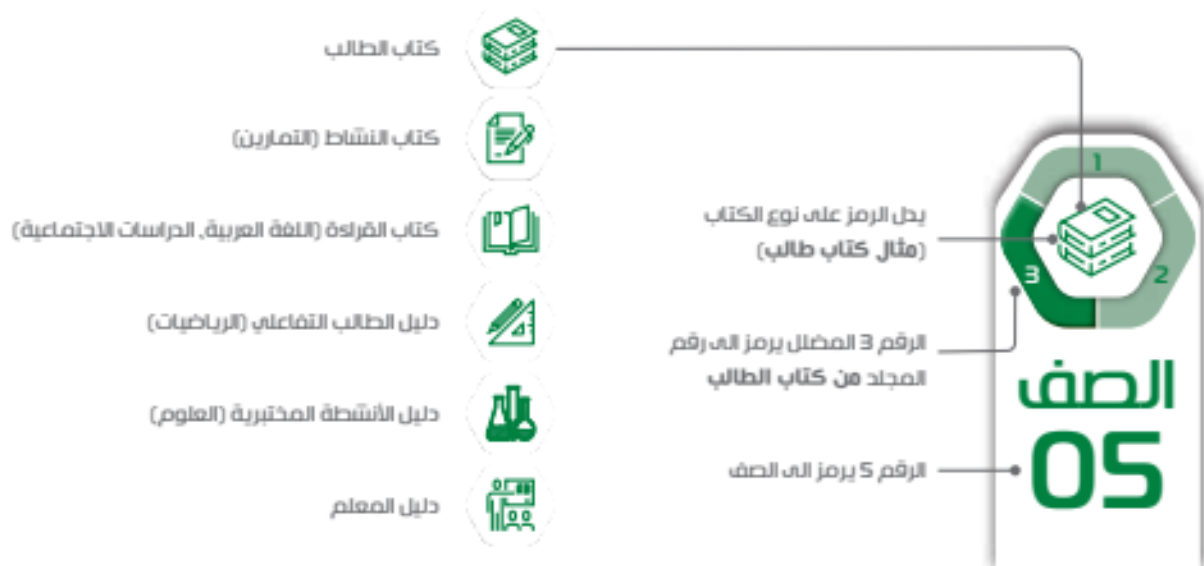 كتاب الطالب
كتاب النشاط (التمارين)
كتاب القراءة (اللغة العربية، الدراسات الاجتماعية)
دليل الطالب التفاعلي (الرياضيات)
دليل الأنشطة المختبرية (العلوم)
دليل المعلم
1
2
3
الصف
05
يدل الرمز على نوع الكتاب
(مثال كتاب طالب)
الرقم 3 المضلل يرمز الى رقم
المجلد من كتاب الطالب
الرقم 5 يرمز الى الصف